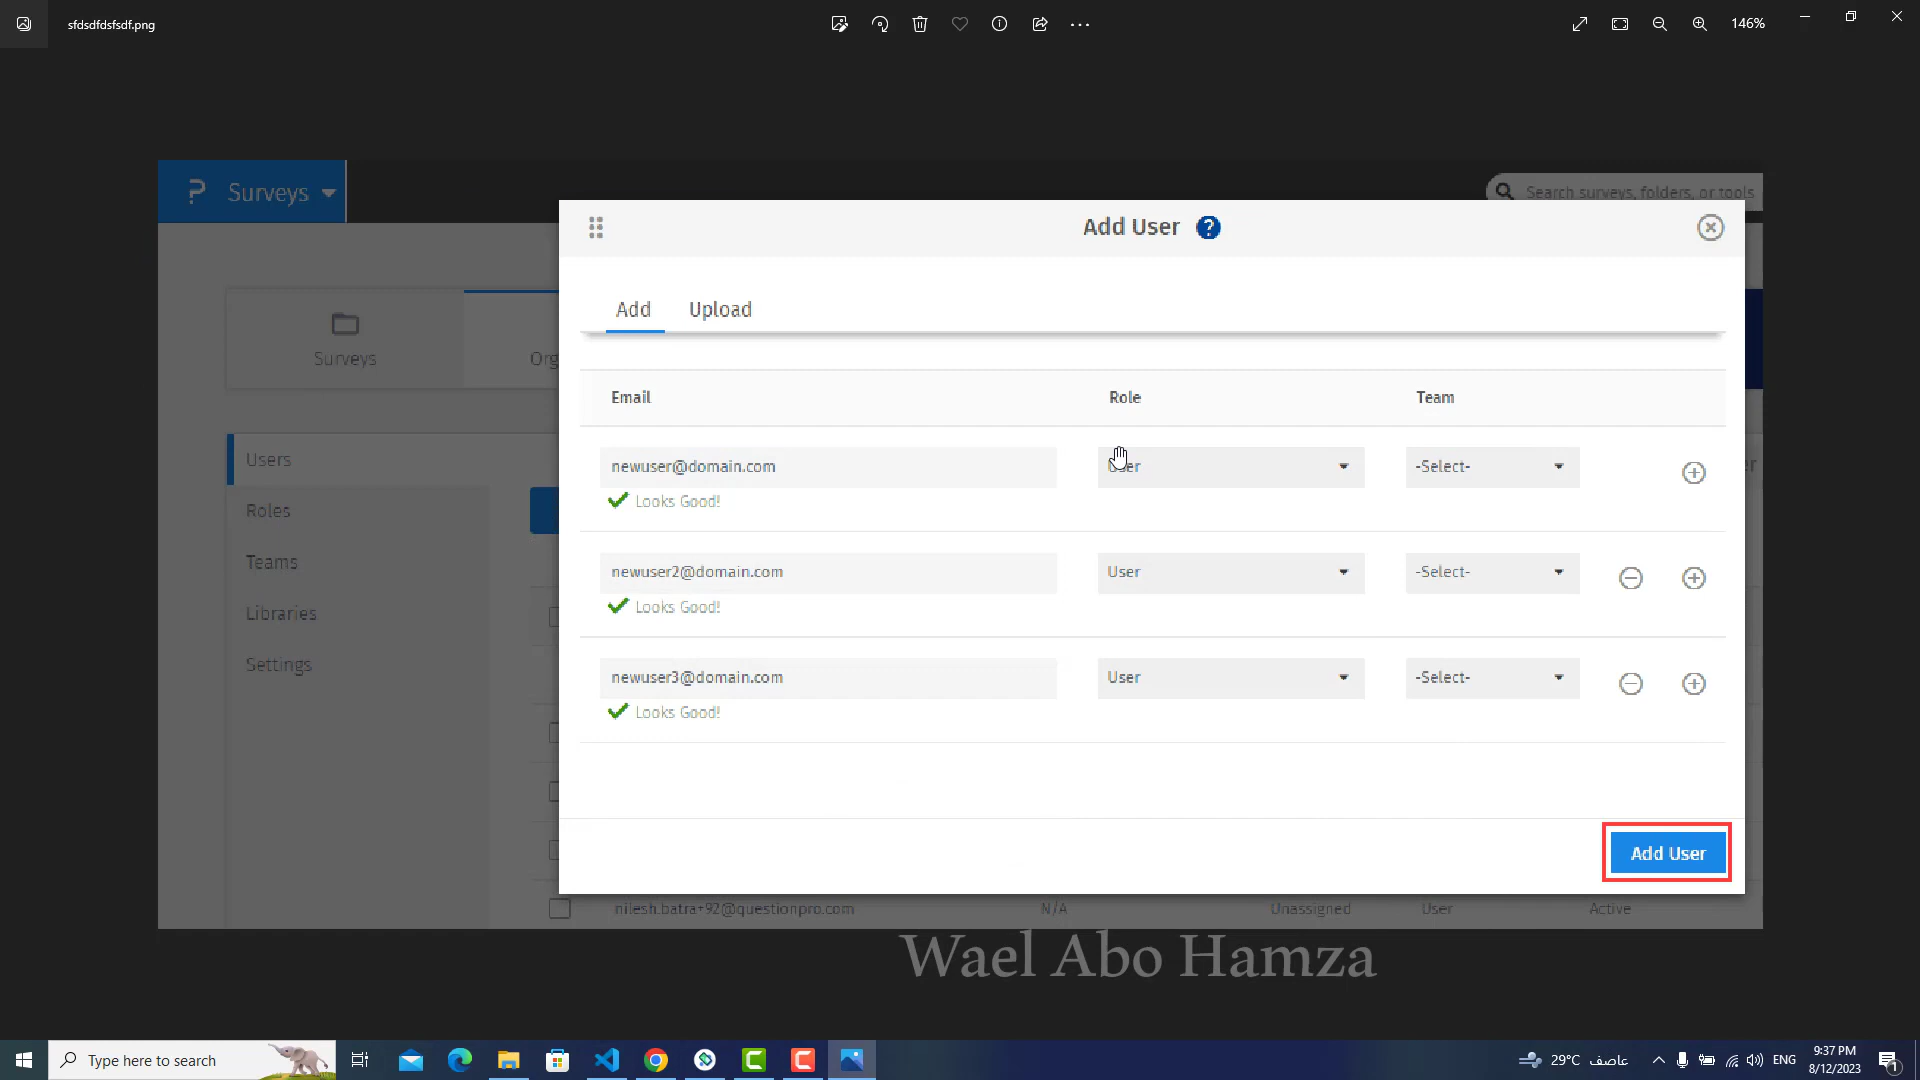 sfdsdfdsfsdf.png
146%
Surveys
Search surveys, folders, or tools
Add User ?
Add Upload
Surveys
Org
Email Role Team
Users
newuser@domain.com User -Select-
Looks Good!
Roles
Teams
newuser2@domain.com User -Select-
Looks Good!
Libraries
Settings
newuser3@domain.com User -Select-
Looks Good!
Add User
nilesh.batra+92@questionpro.com N/A Unassigned User Active
Wael Abo Hamza
Type here to search
29°C عاصف
ENG
9:37 PM
8/12/2023
1